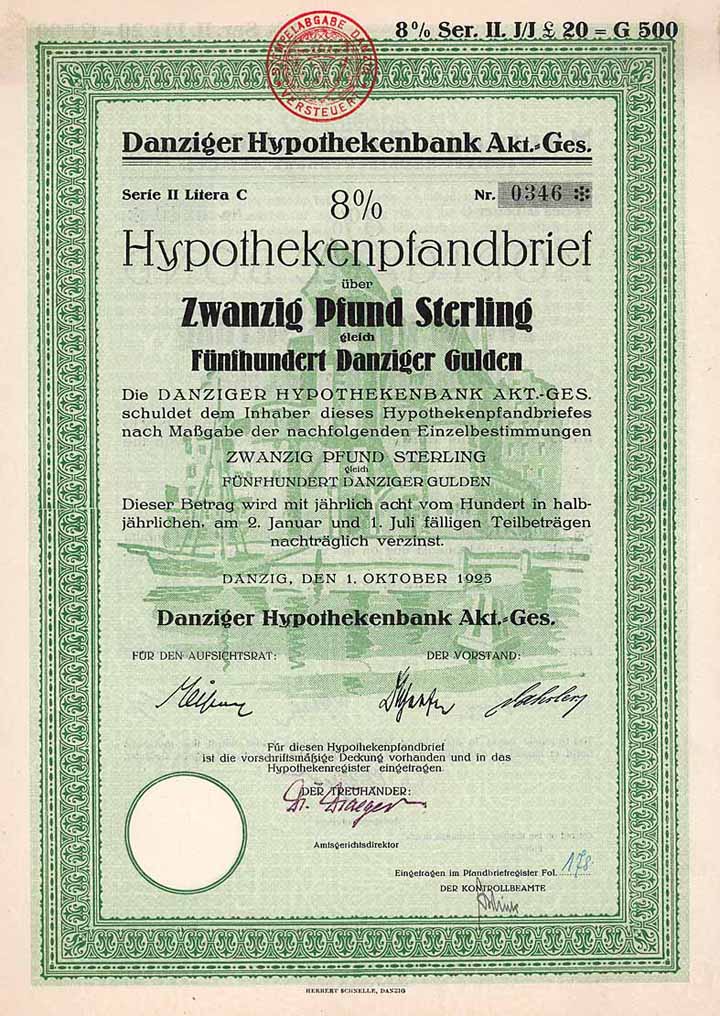 8% Ser. II. J/J £ 20 = G 500
STEMPELABGABE DANZIG
VERSTEUERT
Danziger Hypothekenbank Akt.-Ges.
Serie II Litera C
Nr. 0346 ❉
8%
Hypothekenpfandbrief
über
Zwanzig Pfund Sterling
gleich
Fünfhundert Danziger Gulden
Die DANZIGER HYPOTHEKENBANK AKT.-GES.
schuldet dem Inhaber dieses Hypothekenpfandbriefes
nach Maßgabe der nachfolgenden Einzelbestimmungen
ZWANZIG PFUND STERLING
gleich
FÜNFHUNDERT DANZIGER GULDEN
Dieser Betrag wird mit jährlich acht vom Hundert in halb-
jährlichen, am 2. Januar und 1. Juli fälligen Teilbeträgen
nachträglich verzinst.
DANZIG, DEN 1. OKTOBER 1925
Danziger Hypothekenbank Akt.-Ges.
FÜR DEN AUFSICHTSRAT:
DER VORSTAND:
Für diesen Hypothekenpfandbrief
ist die vorschriftsmäßige Deckung vorhanden und in das
Hypothekenregister eingetragen.
DER TREUHÄNDER:
Dr. Draeger
Amtsgerichtsdirektor
Eingetragen im Pfandbriefregister Fol. 178
DER KONTROLLBEAMTE
HERBERT SCHNELLE, DANZIG